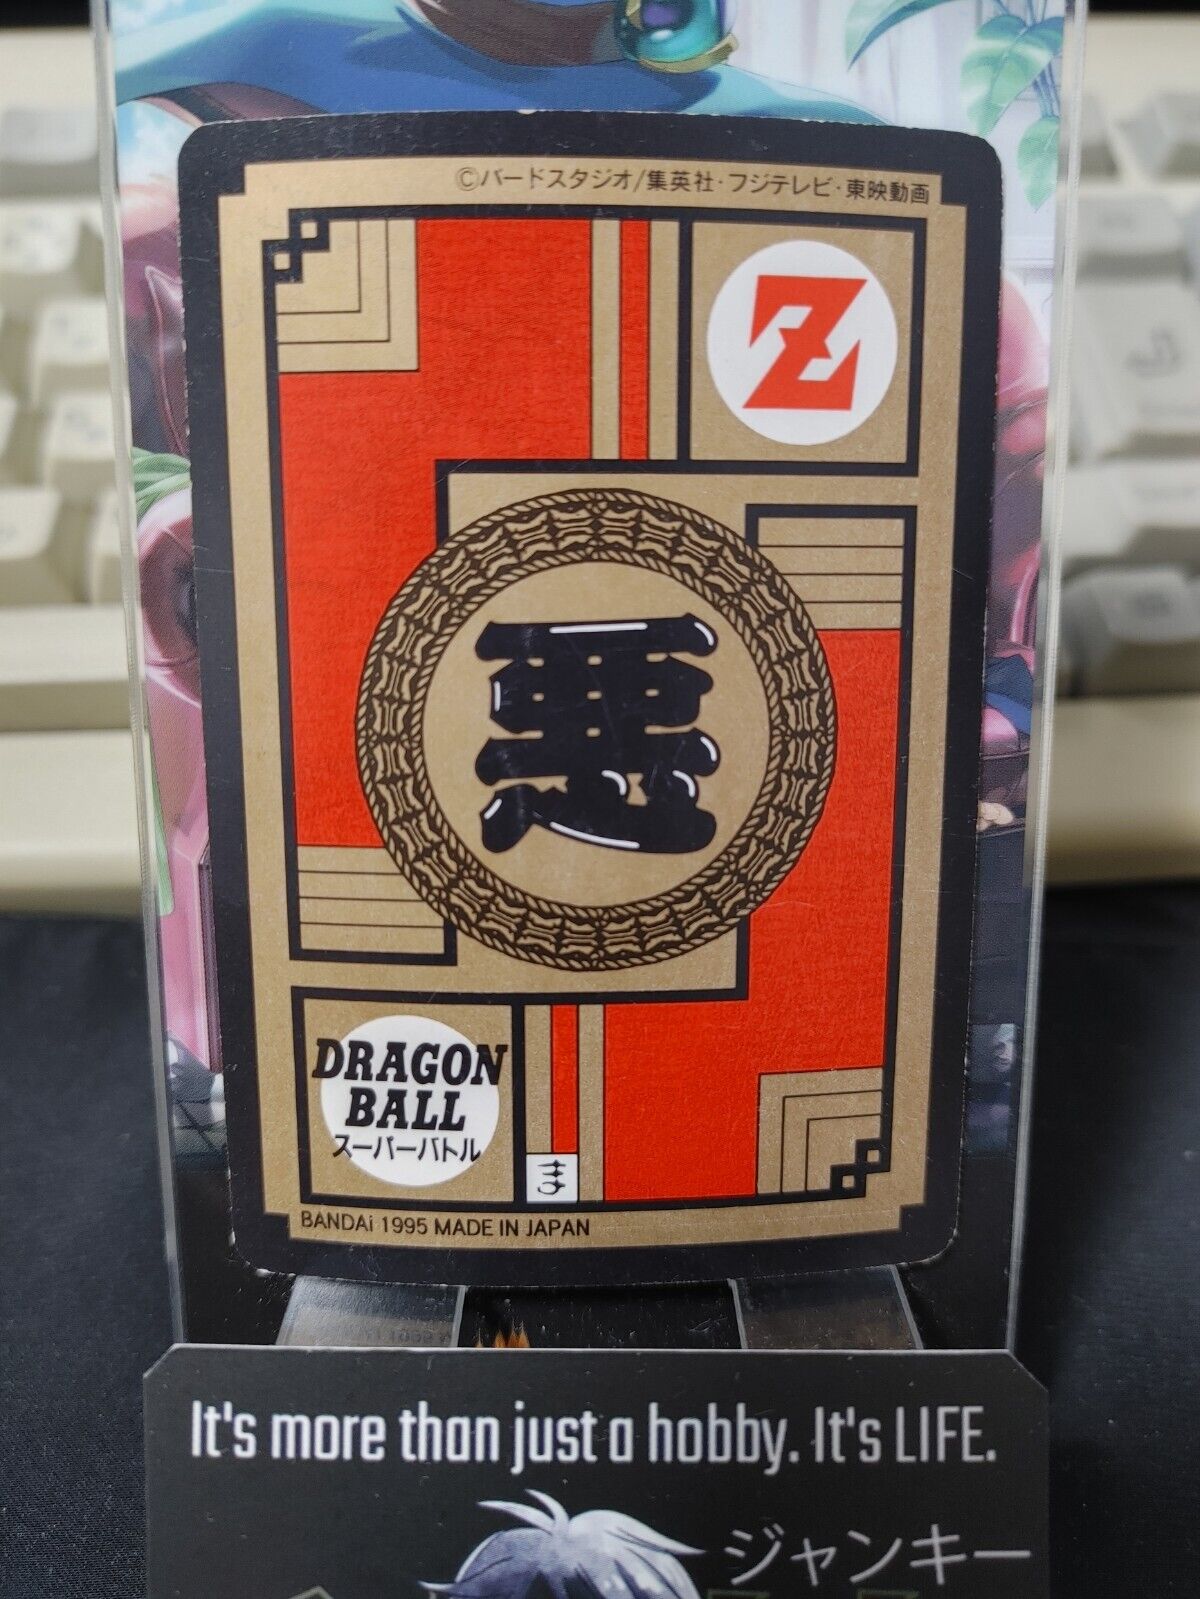 ©バードスタジオ/集英社・フジテレビ・東映動画
Z
悪
DRAGON
BALL
スーパーバトル
ま
BANDAi 1995 MADE IN JAPAN
It's more than just a hobby. It's LIFE.
ジャンキー